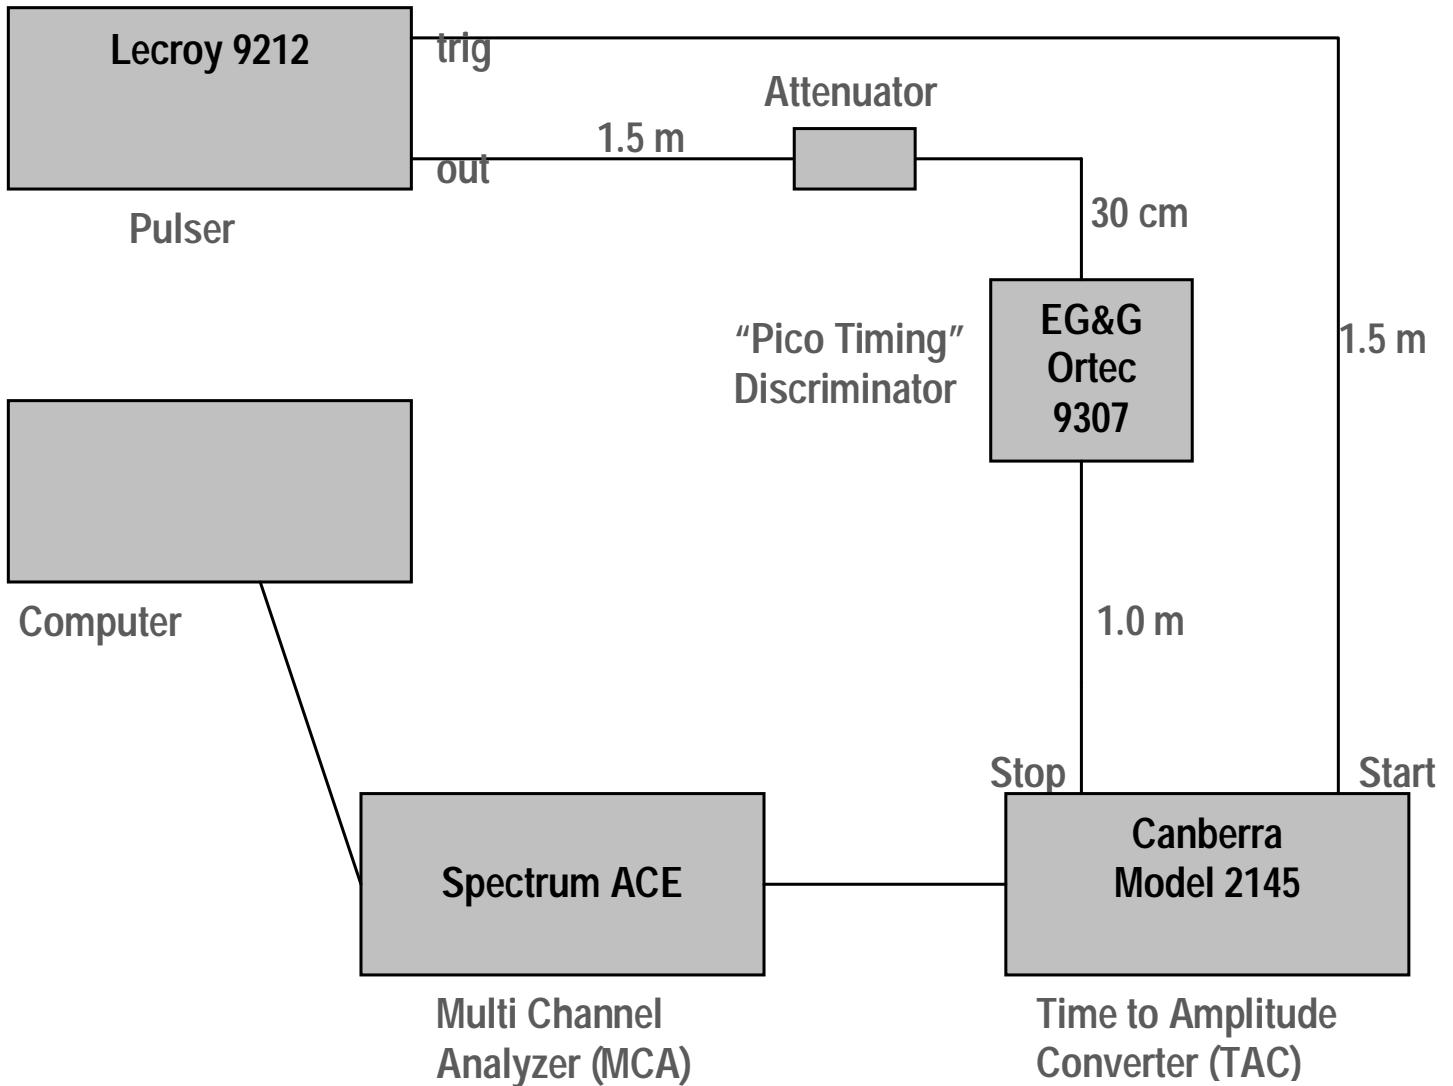 Lecroy 9212
trig
Attenuator
1.5 m
out
Pulser
30 cm
EG&G
Ortec
9307
“Pico Timing”
Discriminator
1.5 m
Computer
1.0 m
Stop
Start
Canberra
Model 2145
Spectrum ACE
Multi Channel
Analyzer (MCA)
Time to Amplitude
Converter (TAC)